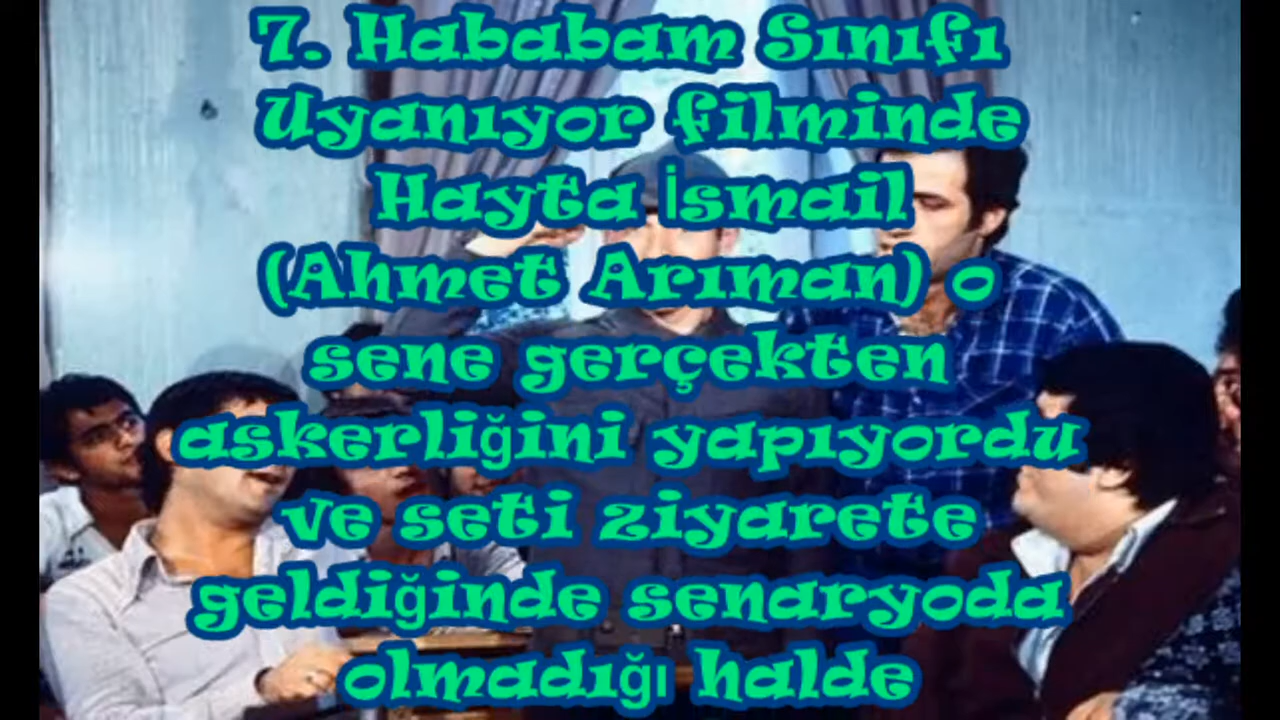 7. Hababam Sınıfı
Uyanıyor filminde
Hayta İsmail
(Ahmet Arıman) o
sene gerçekten
askerliğini yapıyordu
ve seti ziyarete
geldiğinde senaryoda
olmadığı halde